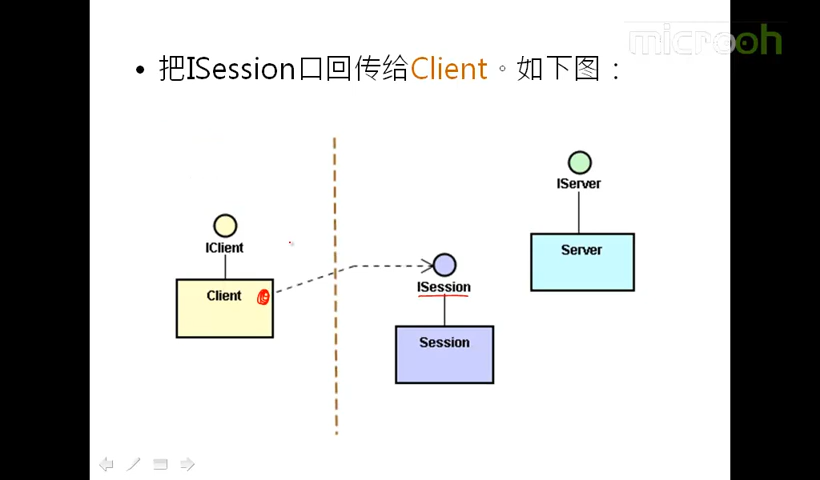 microoh
• 把ISession口回传给Client。如下图：
IServer
IClient
Server
ISession
Client
Session